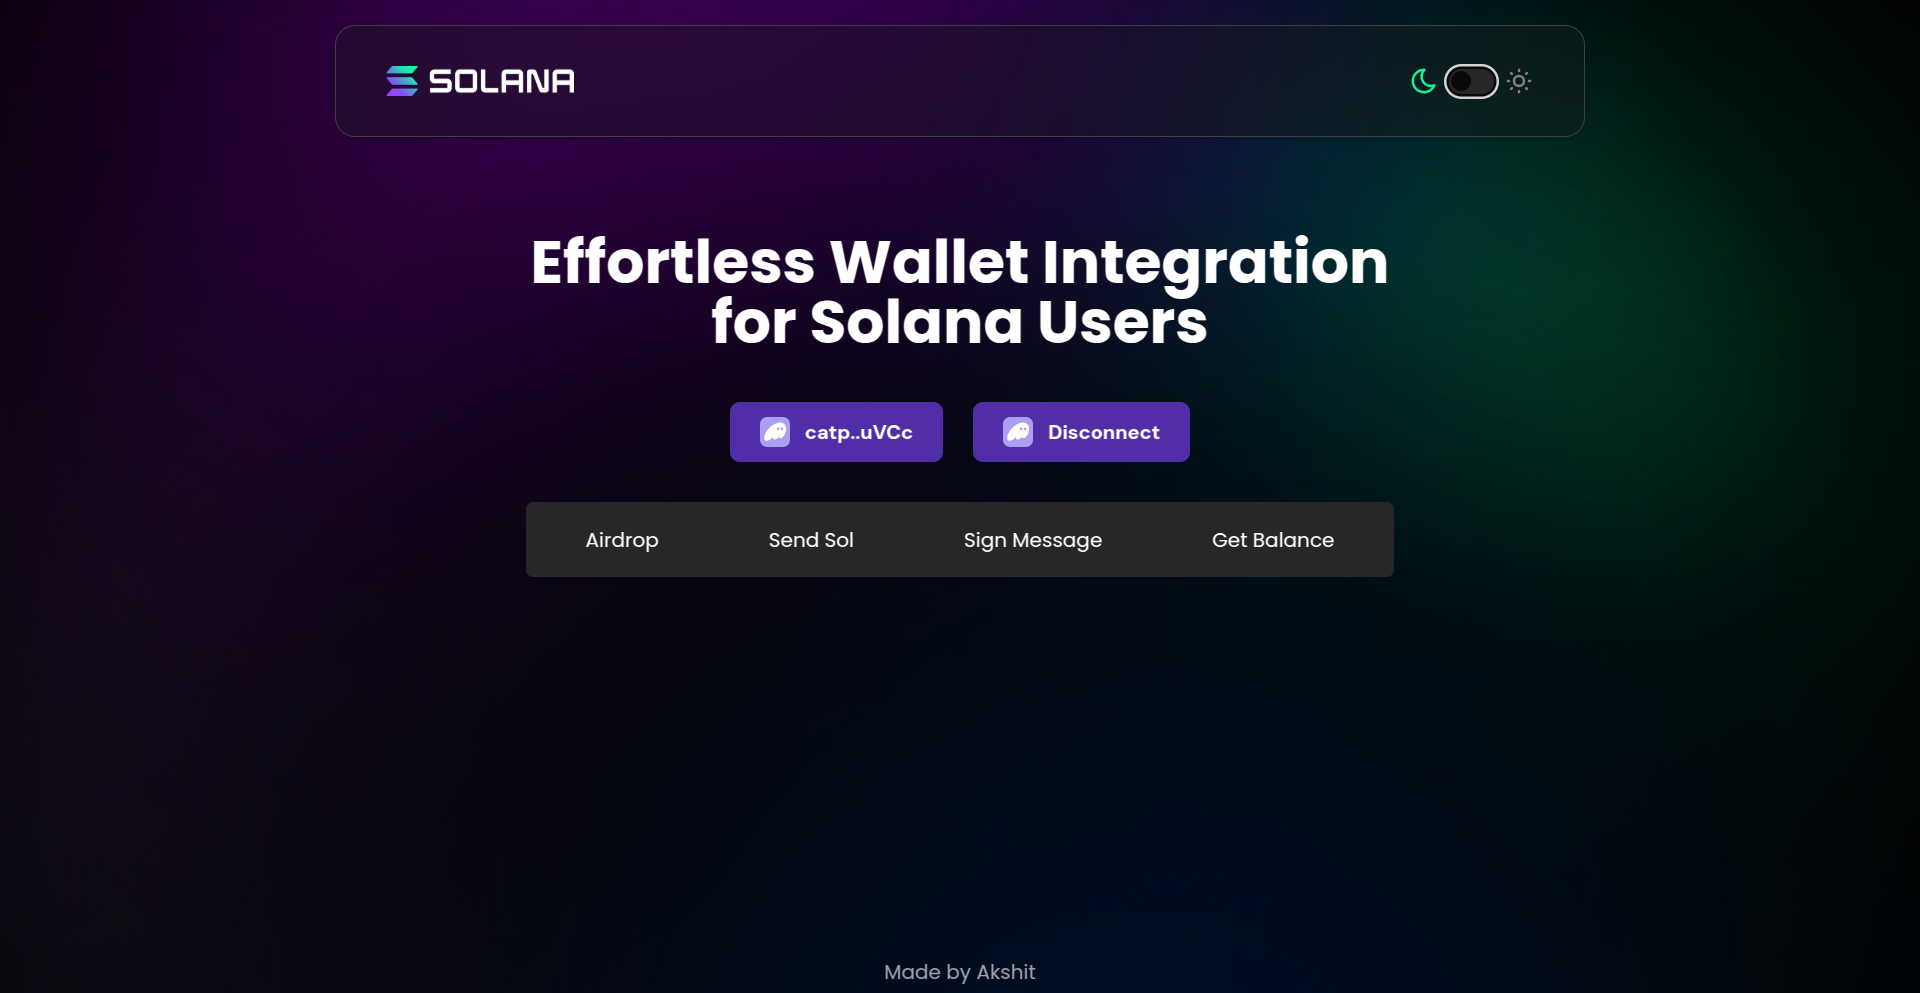 SOLANA
Effortless Wallet Integration
for Solana Users
catp..uVCc
Disconnect
Airdrop
Send Sol
Sign Message
Get Balance
Made by Akshit